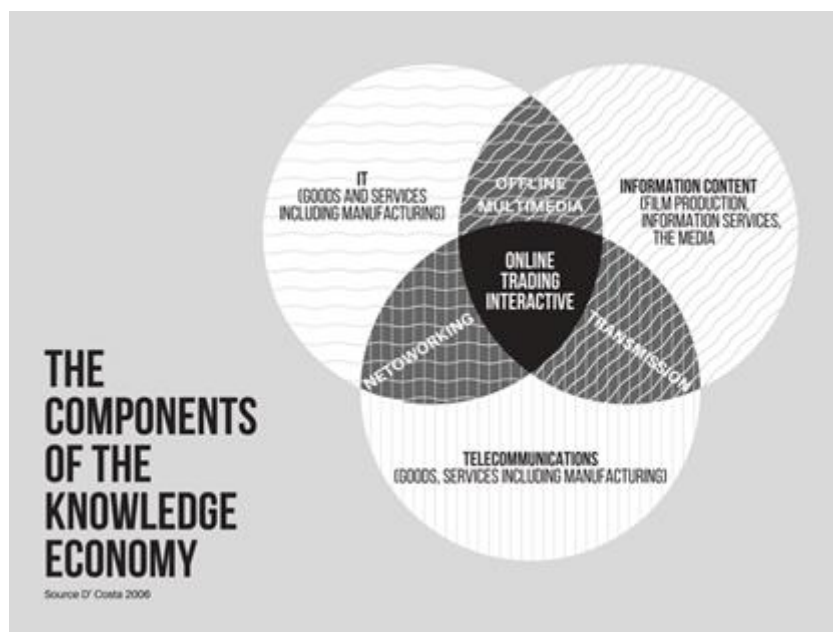 IT
(GOODS AND SERVICES
INCLUDING MANUFACTURING)
OFFLINE
MULTIMEDIA
INFORMATION CONTENT
(FILM PRODUCTION,
INFORMATION SERVICES,
THE MEDIA
ONLINE
TRADING
INTERACTIVE
NETOWORKING
TRANSMISSION
TELECOMMUNICATIONS
(GOODS, SERVICES INCLUDING MANUFACTURING)
THE
COMPONENTS
OF THE
KNOWLEDGE
ECONOMY
Source D' Costa 2006